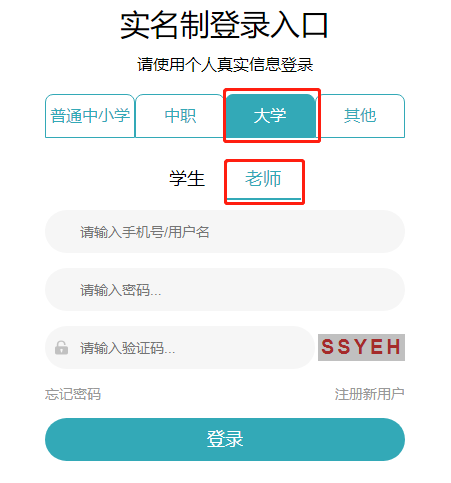 实名制登录入口
请使用个人真实信息登录
普通中小学 中职 大学 其他
学生 老师
请输入手机号/用户名
请输入密码...
请输入验证码... SSYEH
忘记密码 注册新用户
登录